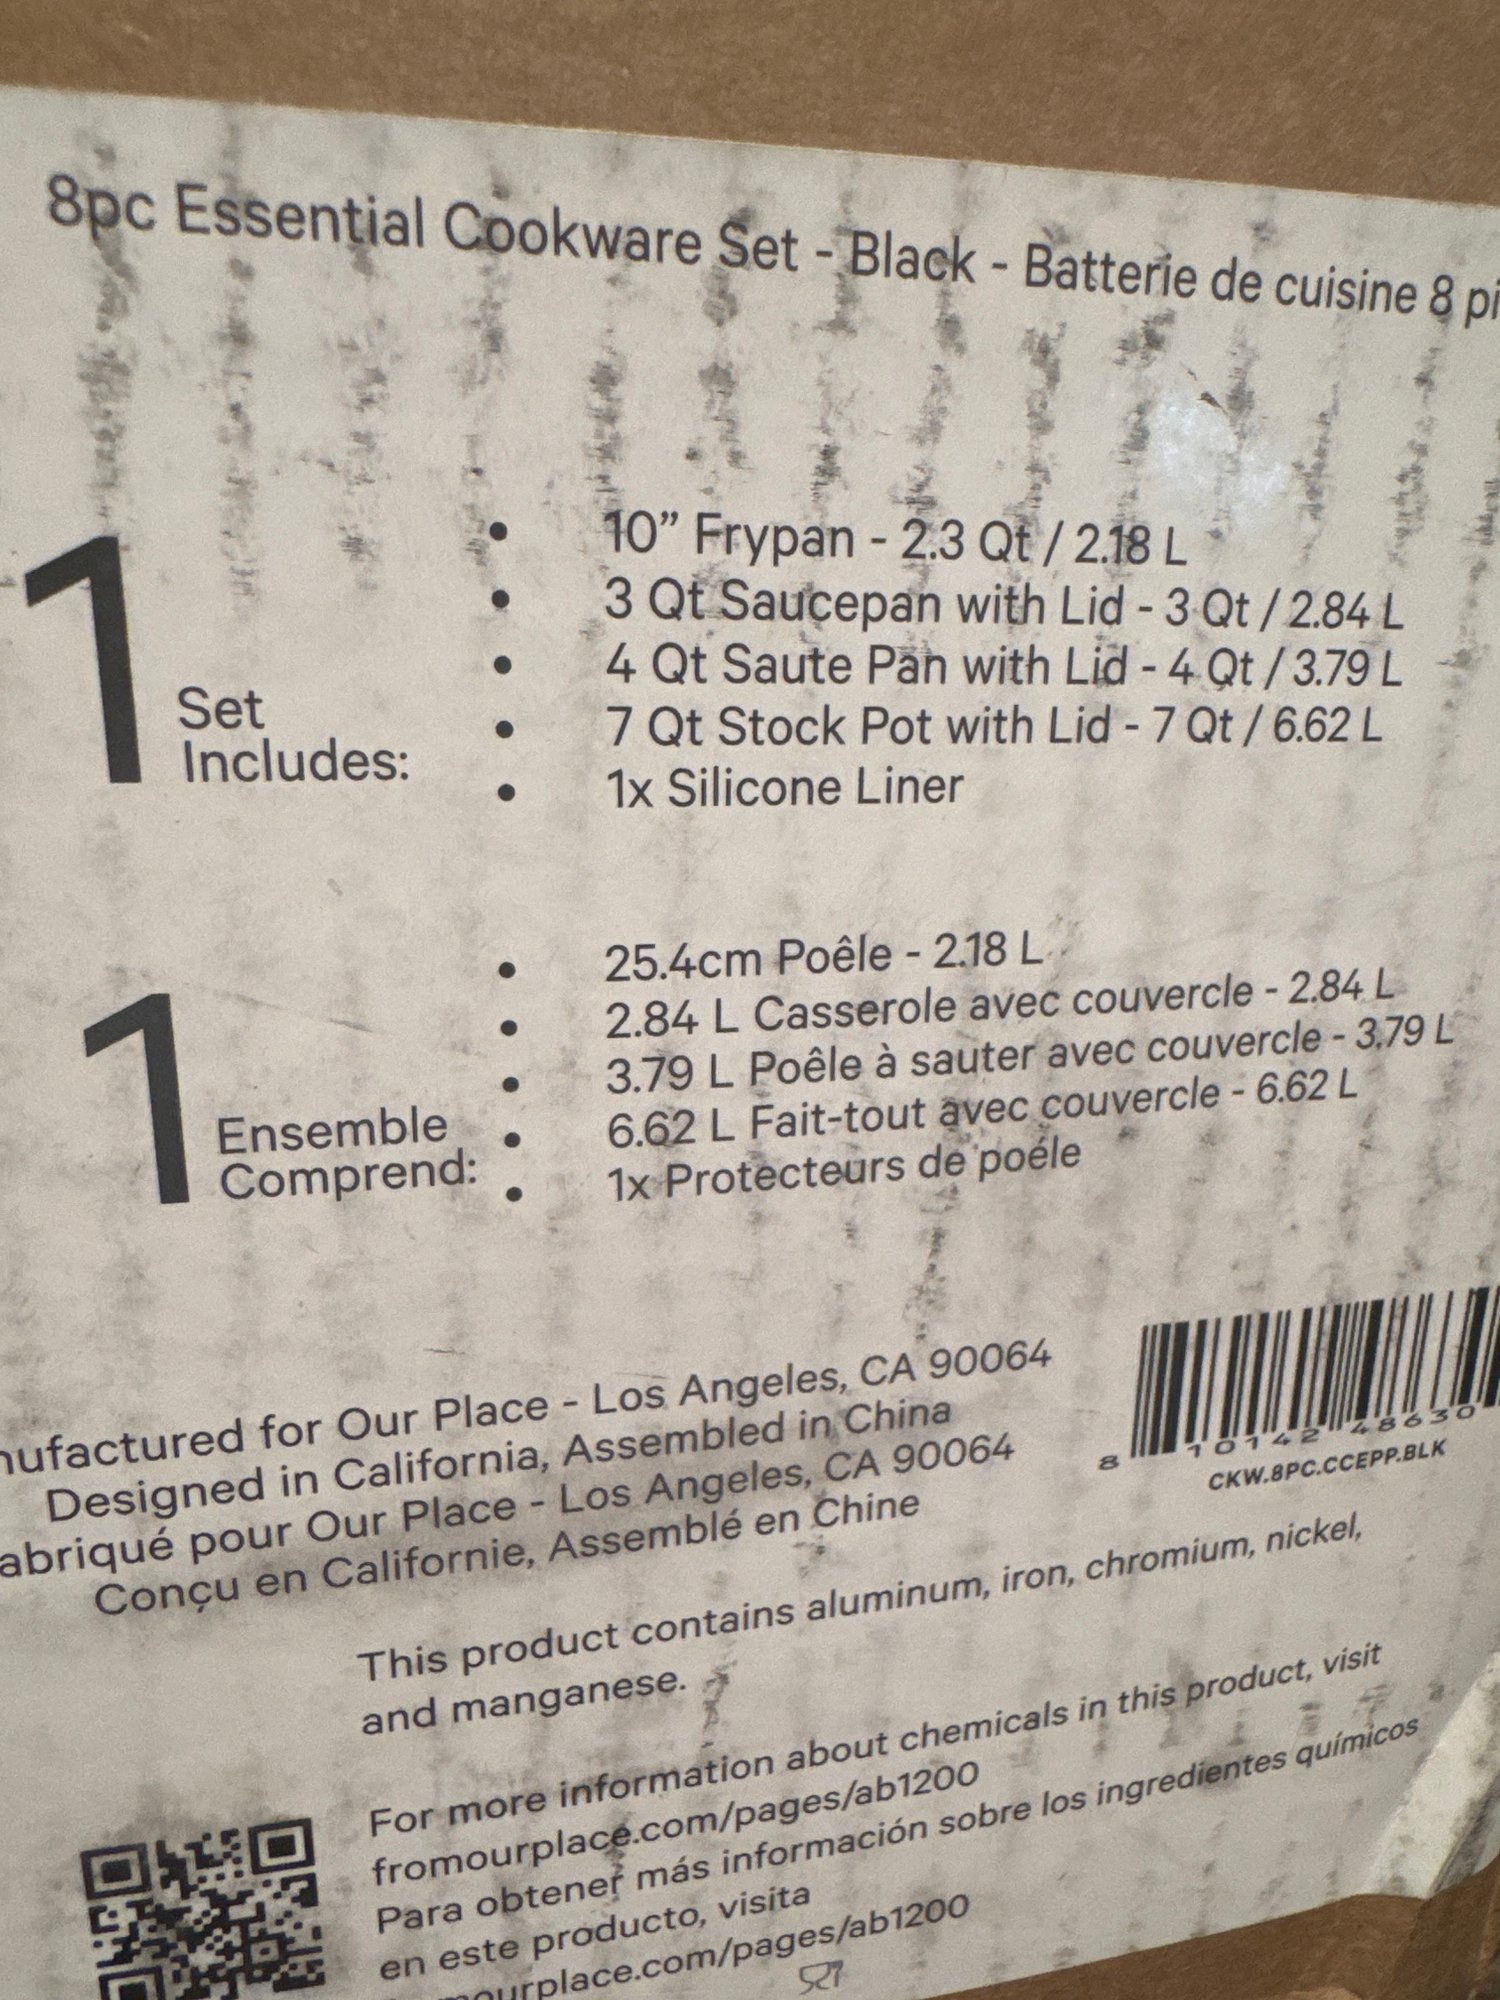 8pc Essential Cookware Set - Black - Batterie de cuisine 8
1 Set Includes:
• 10” Frypan - 2.3 Qt / 2.18 L
• 3 Qt Saucepan with Lid - 3 Qt / 2.84 L
• 4 Qt Saute Pan with Lid - 4 Qt / 3.79 L
• 7 Qt Stock Pot with Lid - 7 Qt / 6.62 L
• 1x Silicone Liner
1 Ensemble Comprend:
• 25.4cm Poêle - 2.18 L
• 2.84 L Casserole avec couvercle - 2.84 L
• 3.79 L Poêle à sauter avec couvercle - 3.79 L
• 6.62 L Fait-tout avec couvercle - 6.62 L
• 1x Protecteurs de poéle
nufactured for Our Place - Los Angeles, CA 90064
Designed in California, Assembled in China
abriqué pour Our Place - Los Angeles, CA 90064
Conçu en Californie, Assemblé en Chine
8 10142 48630
CKW.8PC.CCEPP.BLK
This product contains aluminum, iron, chromium, nickel,
and manganese.
For more information about chemicals in this product, visit
fromourplace.com/pages/ab1200
Para obtener más información sobre los ingredientes químicos
en este producto, visita
mourplace.com/pages/ab1200